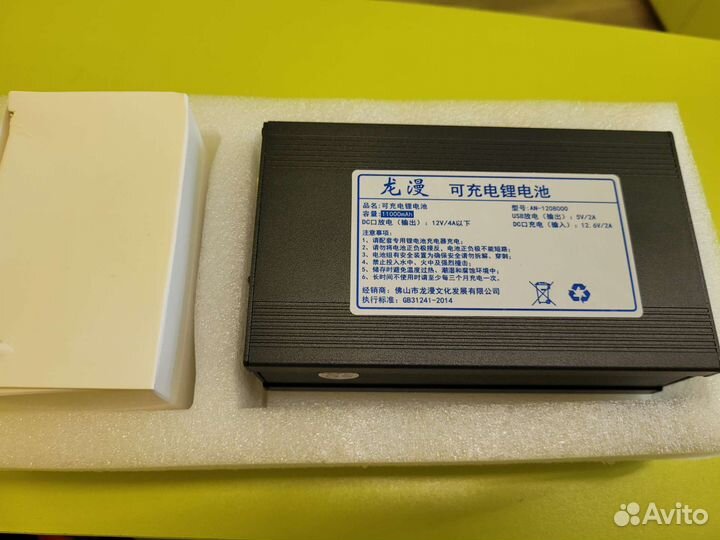 龙漫 可充电锂电池
品名：可充电锂电池 型号：AN-1208000
容量：11000mAh USB放电（输出）：5V/2A
DC口放电（输出）：12V/4A以下 DC口充电（输入）：12.6V/2A
注意事项：
1、请配套专用锂电池充电器充电；
2、请勿将电池正负极接反、电池正负极不能短路；
3、电池组有安全装置为确保安全请勿拆解、穿刺；
4、禁止投入水中、火中及强烈撞击；
5、储存时避免温度过热、潮湿和腐蚀环境中；
6、长时间不使用时请至少每三个月充电一次。
经销商：佛山市龙漫文化发展有限公司
执行标准：GB31241-2014
Avito